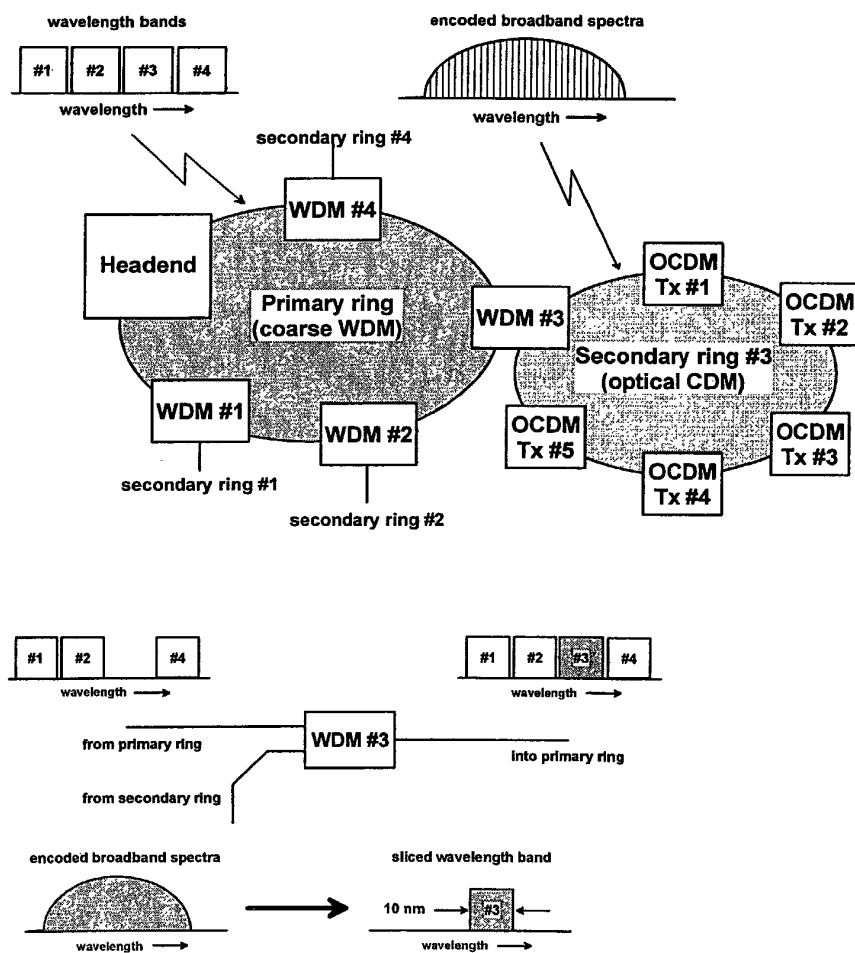 wavelength bands
#1 #2 #3 #4
wavelength
encoded broadband spectra
wavelength
secondary ring #4
WDM #4
Headend
Primary ring
(coarse WDM)
WDM #3
WDM #1
WDM #2
secondary ring #1
secondary ring #2
OCDM
Tx #1
OCDM
Tx #2
Secondary ring #3
(optical CDM)
OCDM
Tx #5
OCDM
Tx #3
OCDM
Tx #4
#1 #2 #4
wavelength
#1 #2 #3 #4
wavelength
from primary ring
WDM #3
into primary ring
from secondary ring
encoded broadband spectra
wavelength
sliced wavelength band
10 nm #3
wavelength